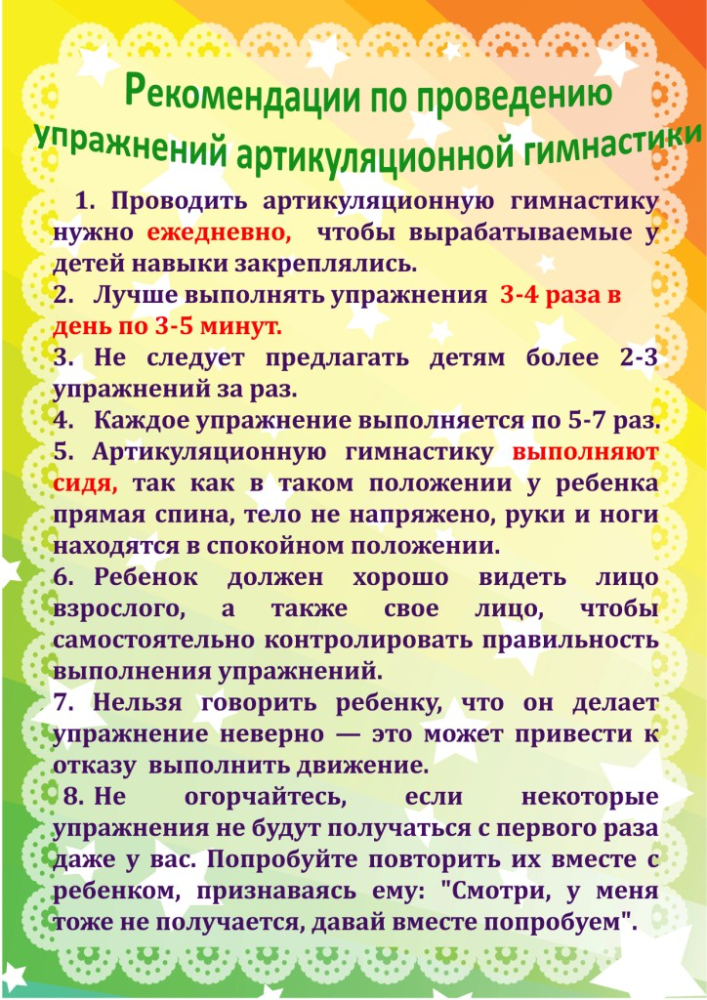 Рекомендации по проведению
упражнений артикуляционной гимнастики
1. Проводить артикуляционную гимнастику
нужно ежедневно, чтобы вырабатываемые у
детей навыки закреплялись.
2. Лучше выполнять упражнения 3-4 раза в
день по 3-5 минут.
3. Не следует предлагать детям более 2-3
упражнений за раз.
4. Каждое упражнение выполняется по 5-7 раз.
5. Артикуляционную гимнастику выполняют
сидя, так как в таком положении у ребенка
прямая спина, тело не напряжено, руки и ноги
находятся в спокойном положении.
6. Ребенок должен хорошо видеть лицо
взрослого, а также свое лицо, чтобы
самостоятельно контролировать правильность
выполнения упражнений.
7. Нельзя говорить ребенку, что он делает
упражнение неверно — это может привести к
отказу выполнить движение.
8. Не огорчайтесь, если некоторые
упражнения не будут получаться с первого раза
даже у вас. Попробуйте повторить их вместе с
ребенком, признаваясь ему: "Смотри, у меня
тоже не получается, давай вместе попробуем".